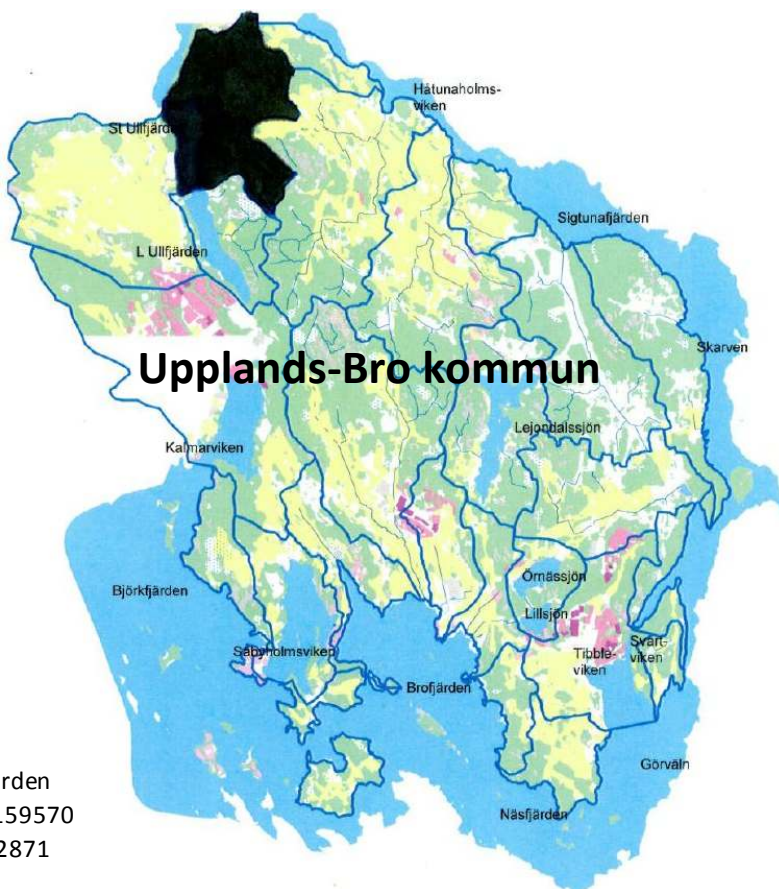 Håtunaholms-
viken
St Ullfjärden
Sigtunafjärden
L Ullfjärden
Skarven
Upplands-Bro kommun
Lejondalssjön
Kalmarviken
Örnässjön
Björkfjärden
Lillsjön
Säbyholmsviken
Tibble-
viken
Svart-
viken
Brofjärden
Görväln
Näsfjärden
rden
159570
2871